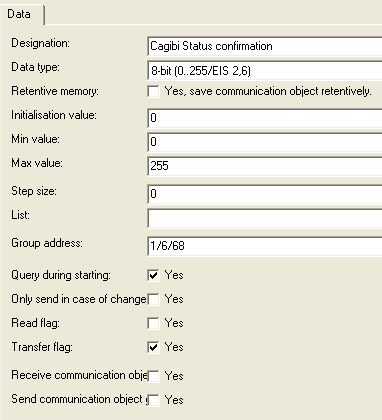 Data
Designation: Cagibi Status confirmation
Data type: 8-bit (0..255/EIS 2,6)
Retentive memory: Yes, save communication object retentively.
Initialisation value: 0
Min value: 0
Max value: 255
Step size: 0
List:
Group address: 1/6/68
Query during starting: Yes
Only send in case of change Yes
Read flag: Yes
Transfer flag: Yes
Receive communication obje Yes
Send communication object Yes